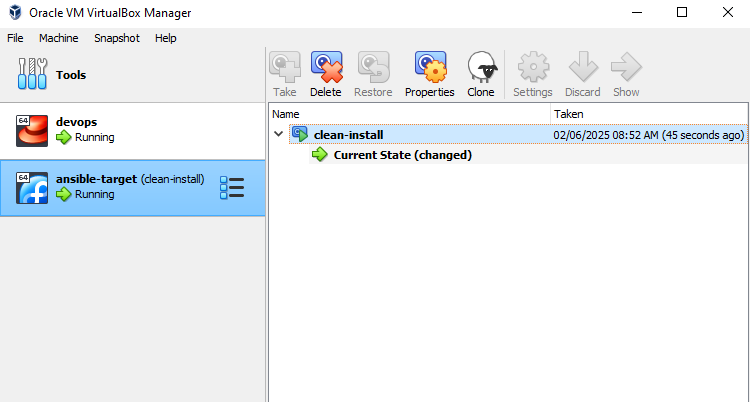 Oracle VM VirtualBox Manager
File Machine Snapshot Help
Tools
64
devops
Running
64
ansible-target (clean-install)
Running
Take Delete Restore Properties Clone Settings Discard Show
Name Taken
clean-install 02/06/2025 08:52 AM (45 seconds ago)
Current State (changed)